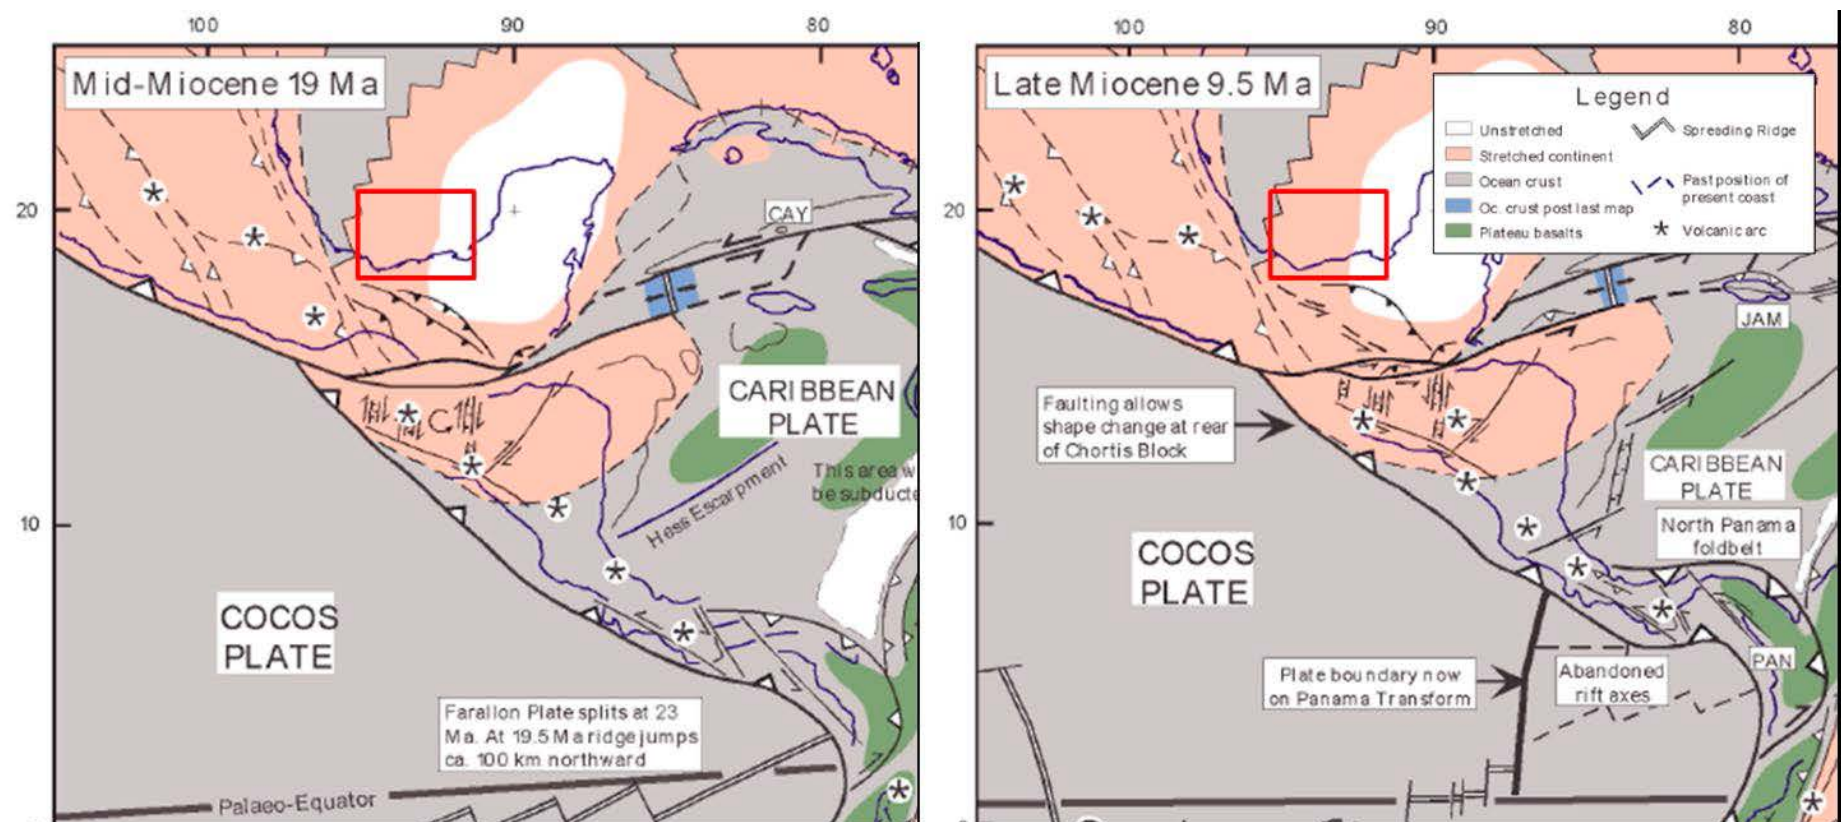 100 90 80
Mid-Miocene 19 Ma
20
CAY
CARIBBEAN
PLATE
This area w
be subducte
Hess Escarpment
10
COCOS
PLATE
Farallon Plate splits at 23
Ma. At 19.5 Ma ridge jumps
ca. 100 km northward
Palaeo-Equator
100 90 80
Late Miocene 9.5 Ma
Legend
Unstretched
Stretched continent
Ocean crust
Oc. crust post last map
Plateau basalts
Spreading Ridge
Past position of
present coast
Volcanic arc
20
JAM
Faulting allows
shape change at rear
of Chortis Block
CARIBBEAN
PLATE
North Panama
foldbelt
10
COCOS
PLATE
Plate boundary now
on Panama Transform
Abandoned
rift axes
PAN